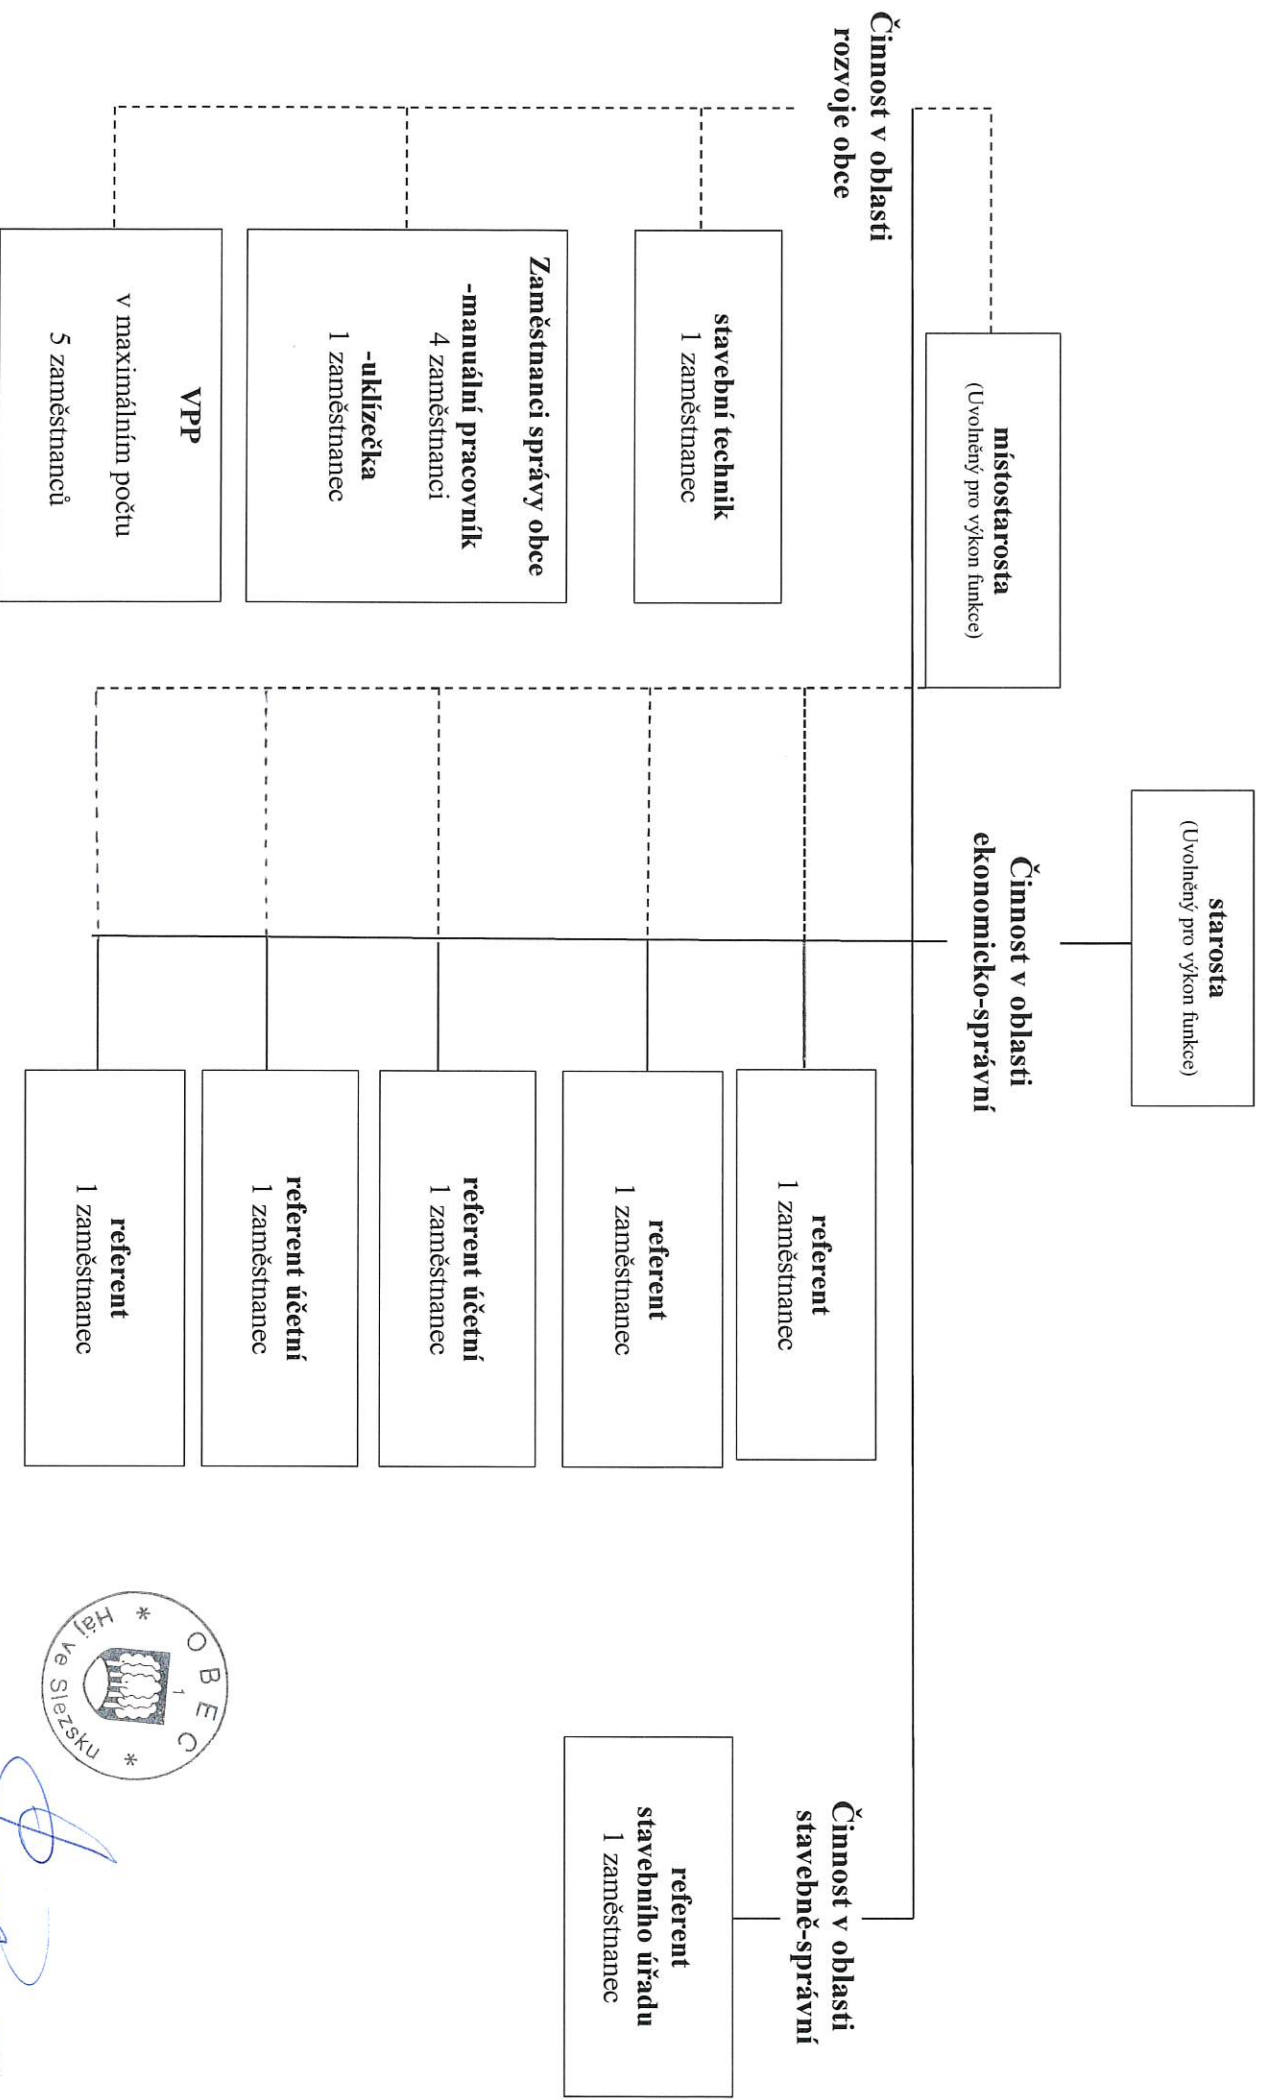 starosta
(Uvolněný pro výkon funkce)
místostarosta
(Uvolněný pro výkon funkce)
Činnost v oblasti
rozvoje obce
Činnost v oblasti
ekonomicko-správní
Činnost v oblasti
stavebně-správní
stavební technik
1 zaměstnanec
Zaměstnanci správy obce
-manuální pracovník
4 zaměstnanci
-uklízečka
1 zaměstnanec
VPP
v maximálním počtu
5 zaměstnanců
referent
1 zaměstnanec
referent
1 zaměstnanec
referent účetní
1 zaměstnanec
referent účetní
1 zaměstnanec
referent
1 zaměstnanec
referent
stavebního úřadu
1 zaměstnanec
* OBEC *
1
Háj ve Slezsku